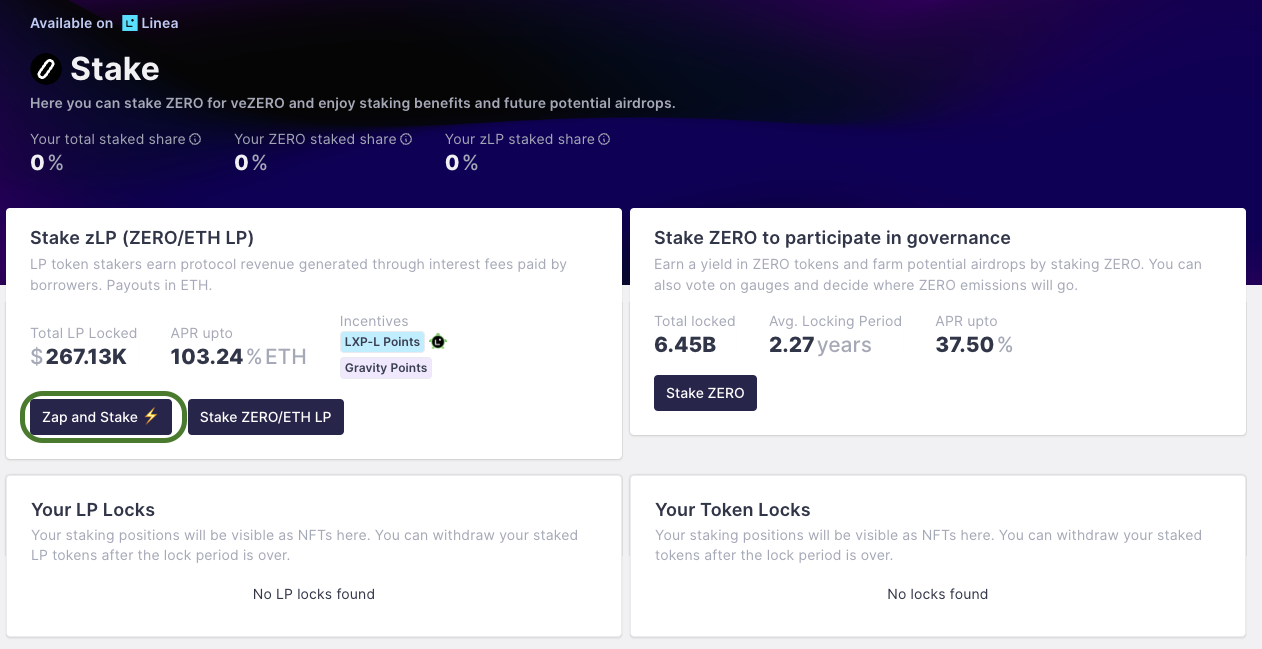 Available on Linea
Stake
Here you can stake ZERO for veZERO and enjoy staking benefits and future potential airdrops.
Your total staked share
0 %
Your ZERO staked share
0 %
Your zLP staked share
0 %
Stake zLP (ZERO/ETH LP)
LP token stakers earn protocol revenue generated through interest fees paid by
borrowers. Payouts in ETH.
Total LP Locked
$267.13K
APR upto
103.24 % ETH
Incentives
LXP-L Points
Gravity Points
Zap and Stake ⚡
Stake ZERO/ETH LP
Stake ZERO to participate in governance
Earn a yield in ZERO tokens and farm potential airdrops by staking ZERO. You can
also vote on gauges and decide where ZERO emissions will go.
Total locked
6.45B
Avg. Locking Period
2.27 years
APR upto
37.50 %
Stake ZERO
Your LP Locks
Your staking positions will be visible as NFTs here. You can withdraw your staked
LP tokens after the lock period is over.
No LP locks found
Your Token Locks
Your staking positions will be visible as NFTs here. You can withdraw your staked
tokens after the lock period is over.
No locks found